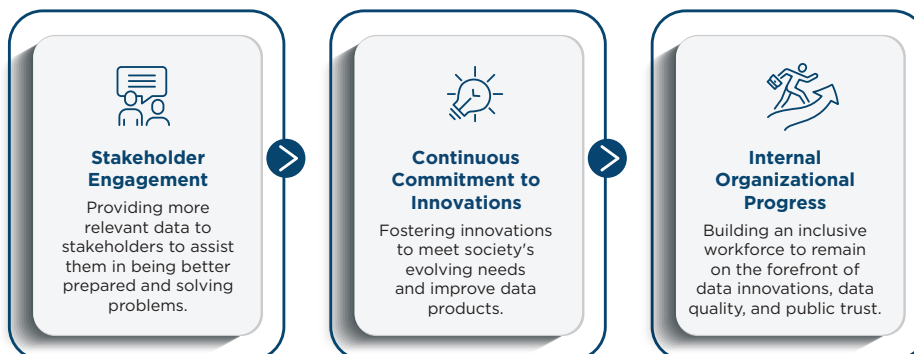 Stakeholder
Engagement
Providing more
relevant data to
stakeholders to assist
them in being better
prepared and solving
problems.
Continuous
Commitment to
Innovations
Fostering innovations
to meet society's
evolving needs
and improve data
products.
Internal
Organizational
Progress
Building an inclusive
workforce to remain
on the forefront of
data innovations, data
quality, and public trust.